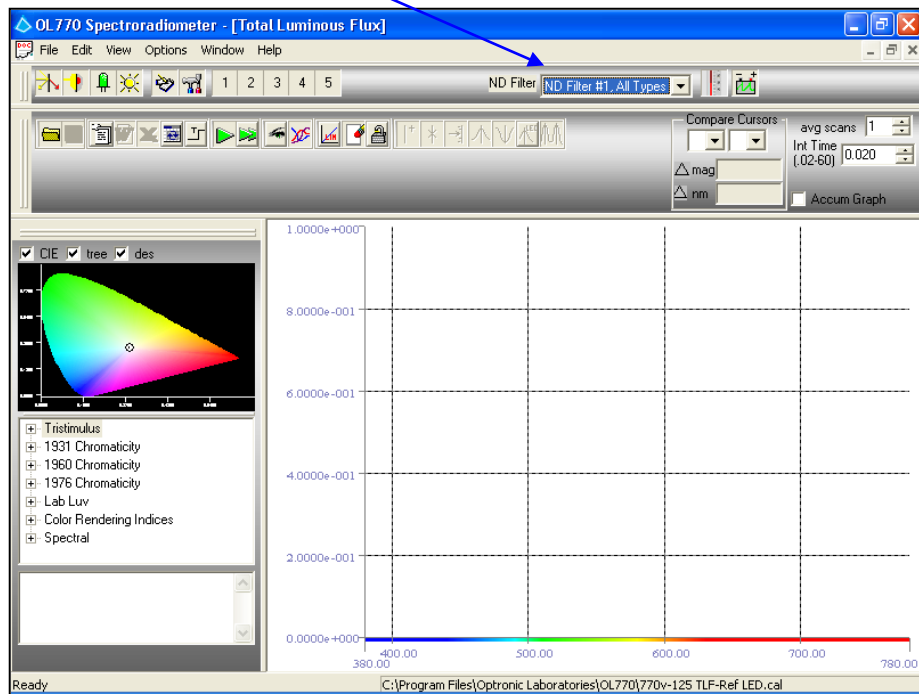 OL770 Spectroradiometer - [Total Luminous Flux]
File Edit View Options Window Help
1 2 3 4 5
ND Filter ND Filter #1, All Types
Compare Cursors
avg scans 1
Int Time
(.02-60) 0.020
△ mag
△ nm
Accum Graph
CIE tree des
Tristimulus
1931 Chromaticity
1960 Chromaticity
1976 Chromaticity
Lab Luv
Color Rendering Indices
Spectral
1.0000e+000
8.0000e-001
6.0000e-001
4.0000e-001
2.0000e-001
0.0000e+000
400.00 500.00 600.00 700.00
380.00 780.00
Ready C:\Program Files\Optronic Laboratories\OL770\770v-125 TLF-Ref LED.cal